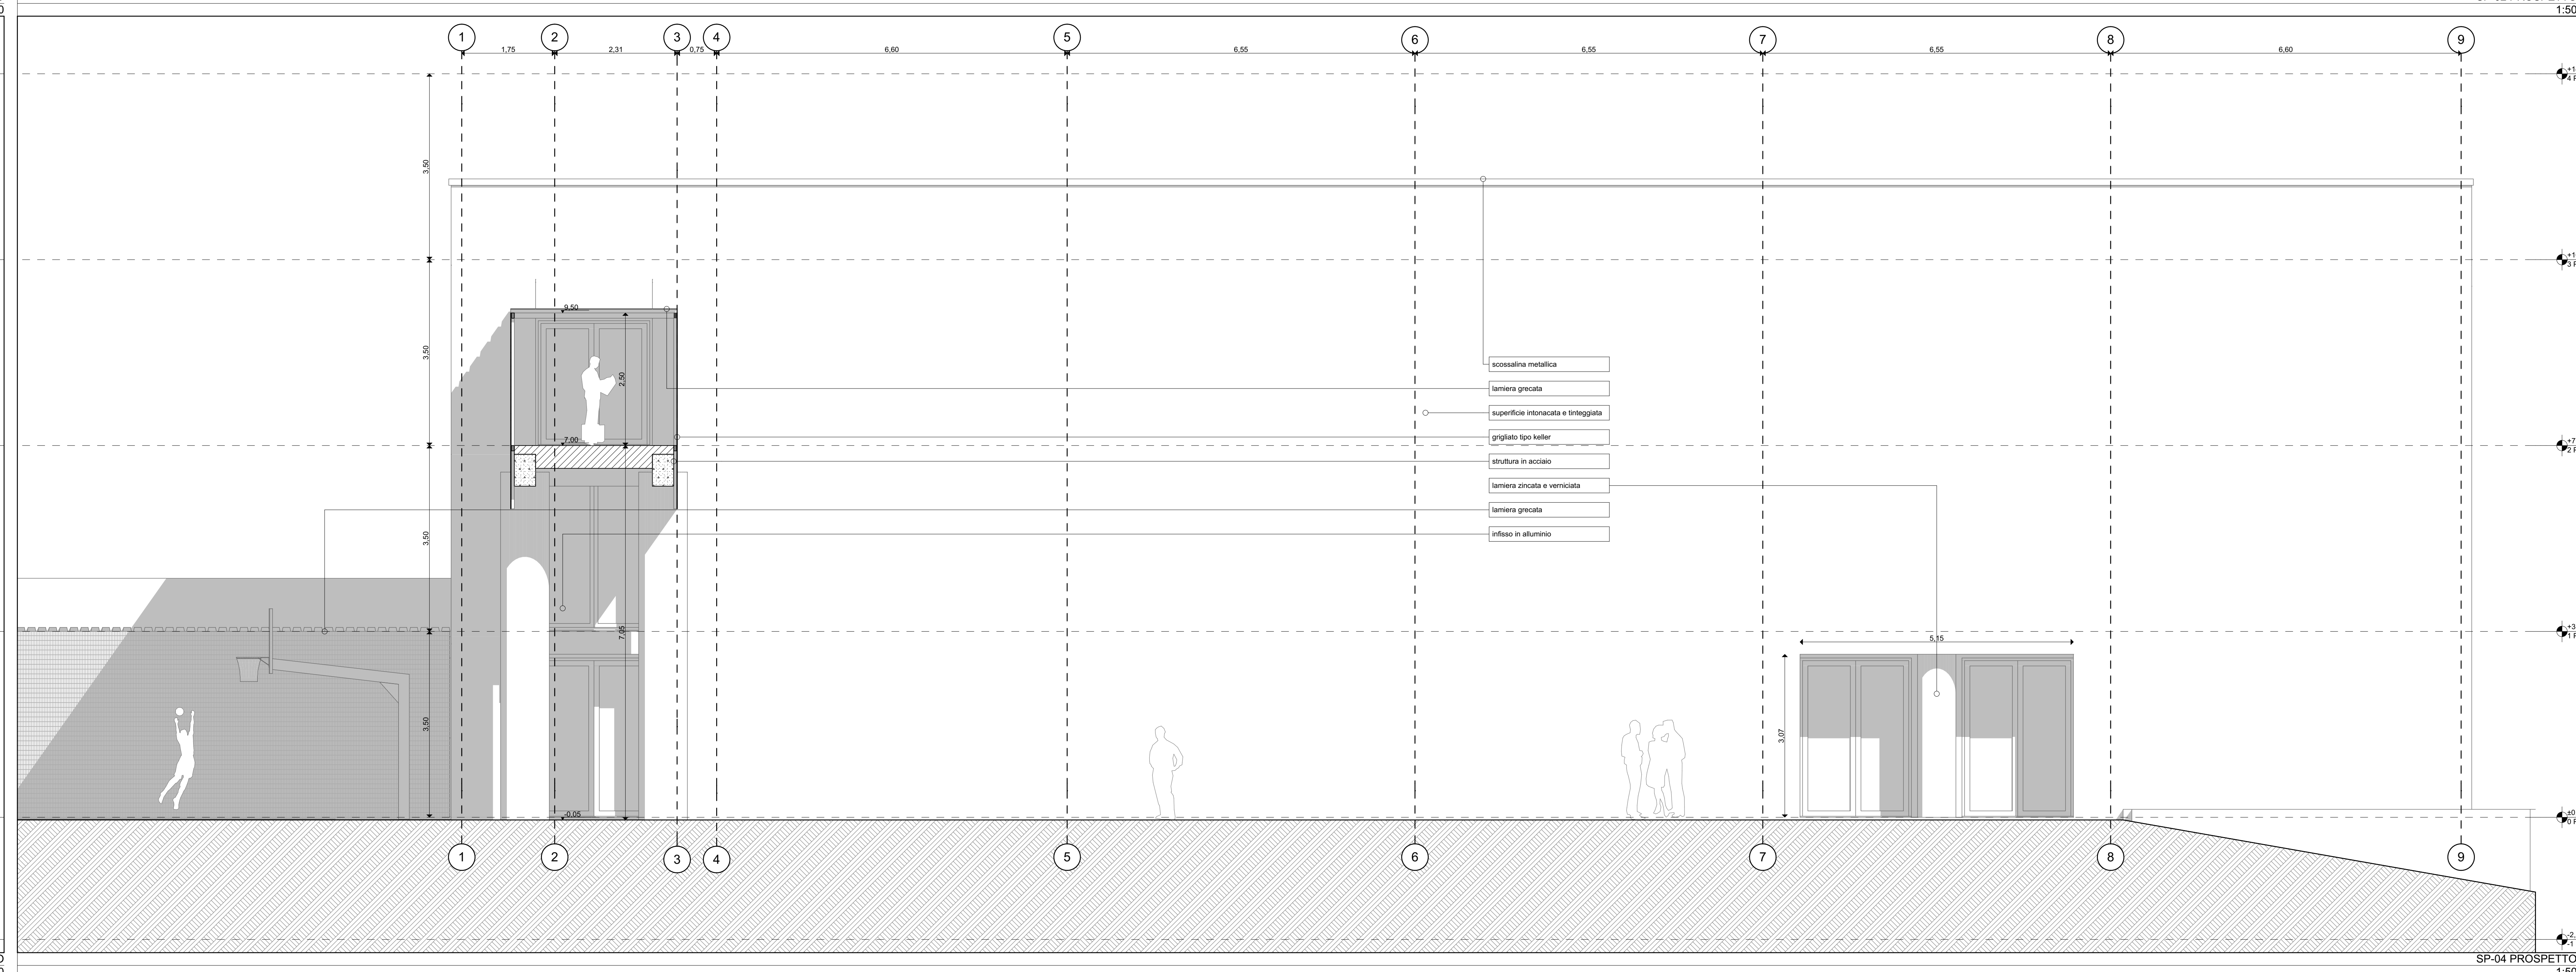 1:50
1 2 3 4 5 6 7 8 9
1,75 2,31 0,75 6,60 6,55 6,55 6,55 6,60
3,50
9,50
3,50
2,50
scossalina metallica
lamiera grecata
superificie intonacata e tinteggiata
7,00
grigliato tipo keller
struttura in acciaio
lamiera zincata e verniciata
lamiera grecata
infisso in alluminio
3,50
7,05
5,15
3,50
3,07
-0,05
1 2 3 4 5 6 7 8 9
SP-04 PROSPETTO